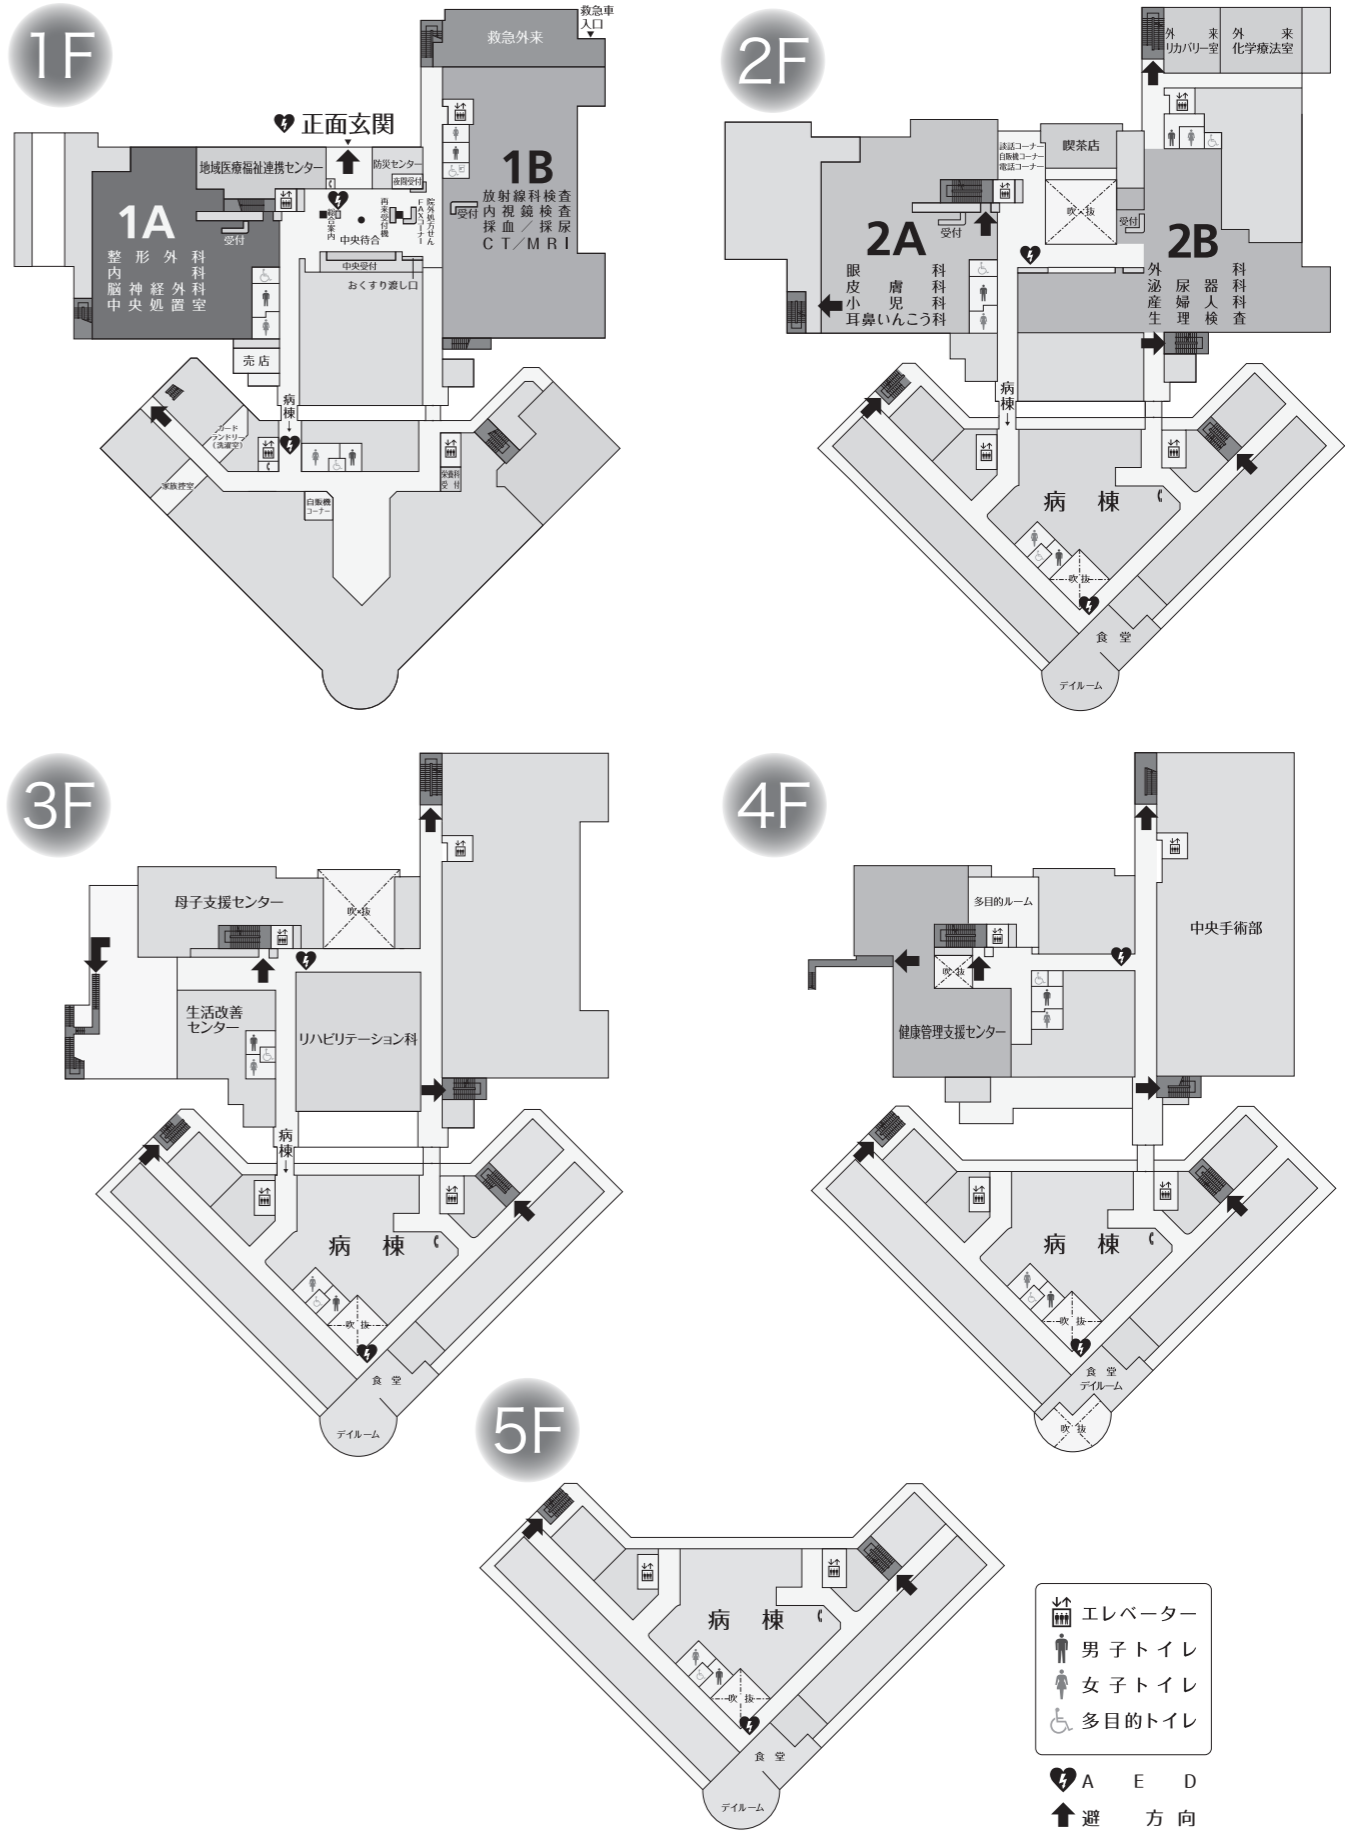 1F
救急車
入口
救急外来
正面玄関
地域医療福祉連携センター
防災センター
夜間受付
1A
整形外科
内科
脳神経外科
中央処置室
受付
総合案内
中央待合
再来受付機
院外処方せん
FAXコーナー
中央受付
おくすり渡し口
1B
放射線科検査
内視鏡検査
採血／採尿
CT／MRI
受付
売店
病棟
↓
カード
ランドリー
(洗濯室)
家族控室
自販機
コーナー
栄養科
受付
2F
外来
リカバリー室
外来
化学療法室
談話コーナー
自販機コーナー
電話コーナー
喫茶店
吹抜
2A
受付
眼科
皮膚科
小児科
耳鼻いんこう科
受付
2B
外科
泌尿器科
産婦人科
生理検査
病棟
↓
病棟
吹抜
食堂
デイルーム
3F
母子支援センター
吹抜
生活改善
センター
リハビリテーション科
病棟
↓
病棟
吹抜
食堂
デイルーム
4F
多目的ルーム
中央手術部
吹抜
健康管理支援センター
病棟
吹抜
食堂
デイルーム
吹抜
5F
病棟
吹抜
食堂
デイルーム
エレベーター
男子トイレ
女子トイレ
多目的トイレ
AED
避 方向